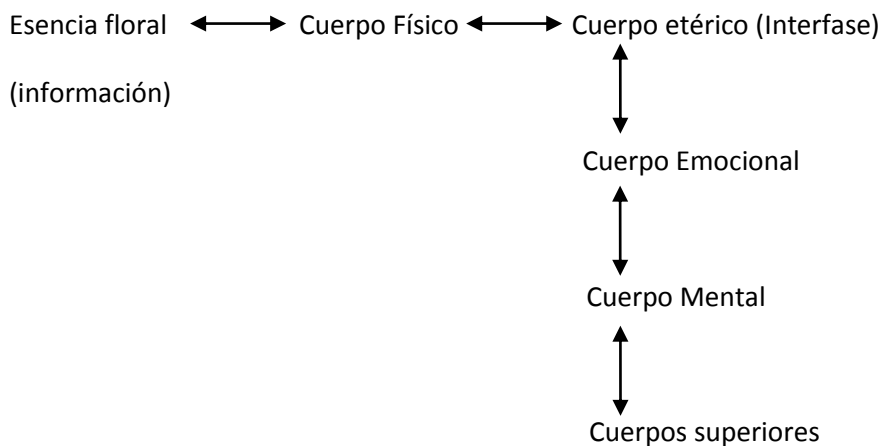 Esencia floral Cuerpo Físico Cuerpo etérico (Interfase)
(información)
Cuerpo Emocional
Cuerpo Mental
Cuerpos superiores